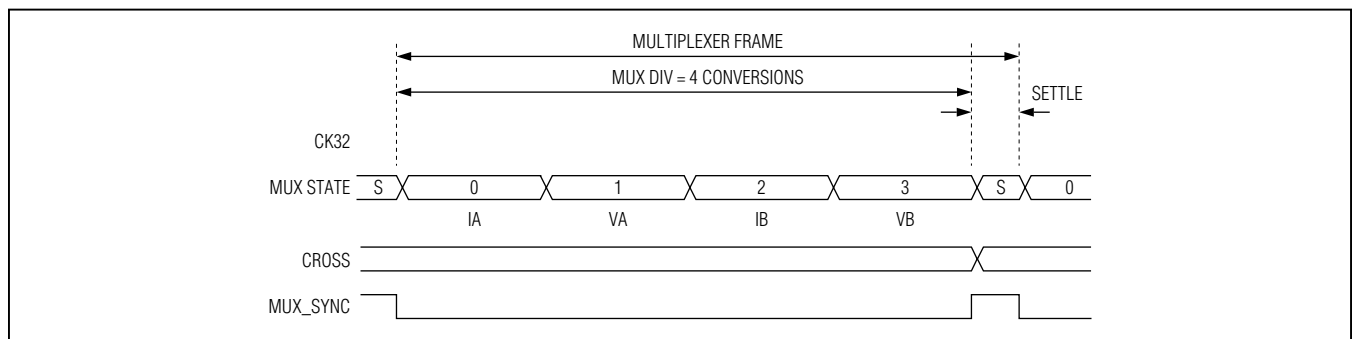 MULTIPLEXER FRAME
MUX DIV = 4 CONVERSIONS
SETTLE
CK32
MUX STATE S 0 1 2 3 S 0
IA VA IB VB
CROSS
MUX_SYNC